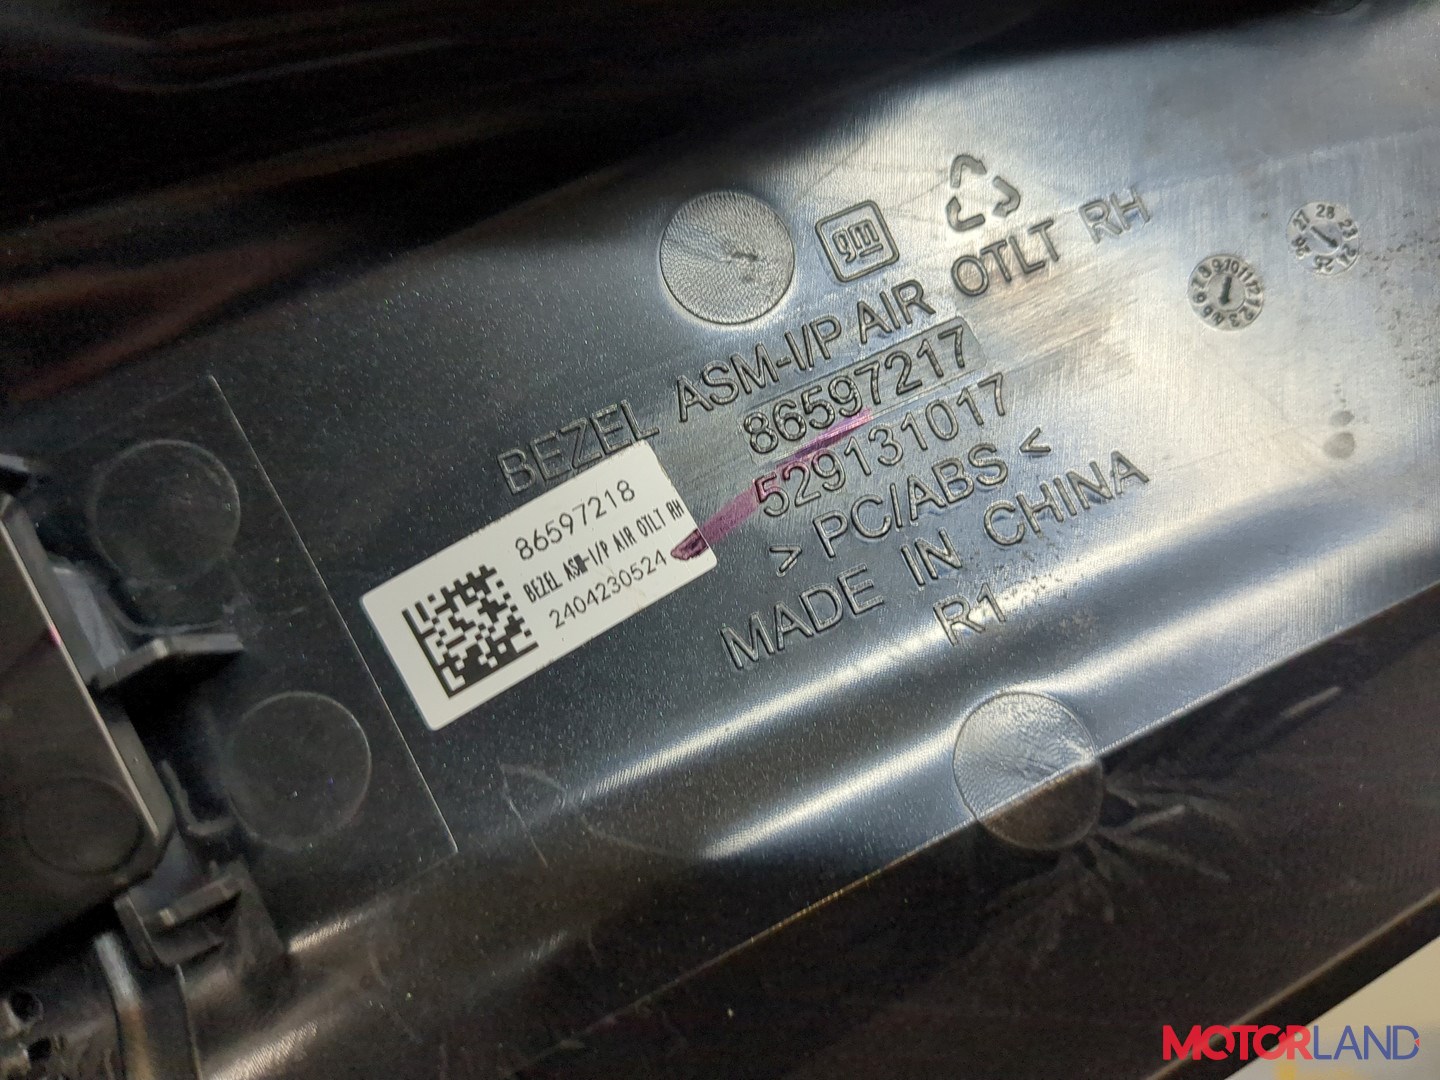 gm
BEZEL ASM-I/P AIR OTLT RH
86597217
529131017
> PC/ABS <
MADE IN CHINA
R1
86597218
BEZEL ASM-I/P AIR OTLT RH
2404230524
MOTORLAND